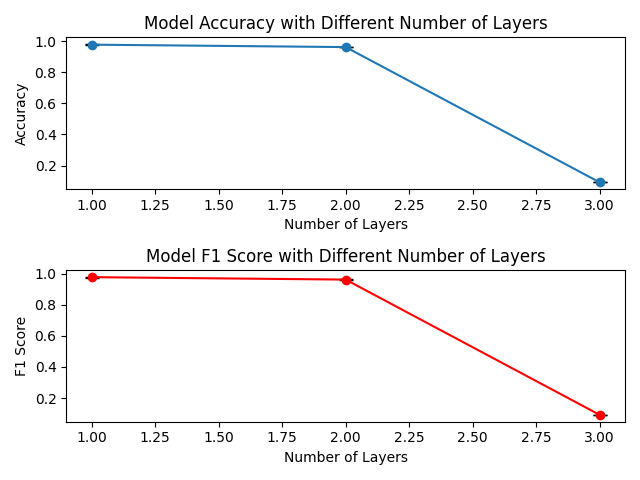 Model Accuracy with Different Number of Layers
1.0
0.8
0.6
0.4
0.2
Accuracy
1.00 1.25 1.50 1.75 2.00 2.25 2.50 2.75 3.00
Number of Layers
Model F1 Score with Different Number of Layers
1.0
0.8
0.6
0.4
0.2
F1 Score
1.00 1.25 1.50 1.75 2.00 2.25 2.50 2.75 3.00
Number of Layers